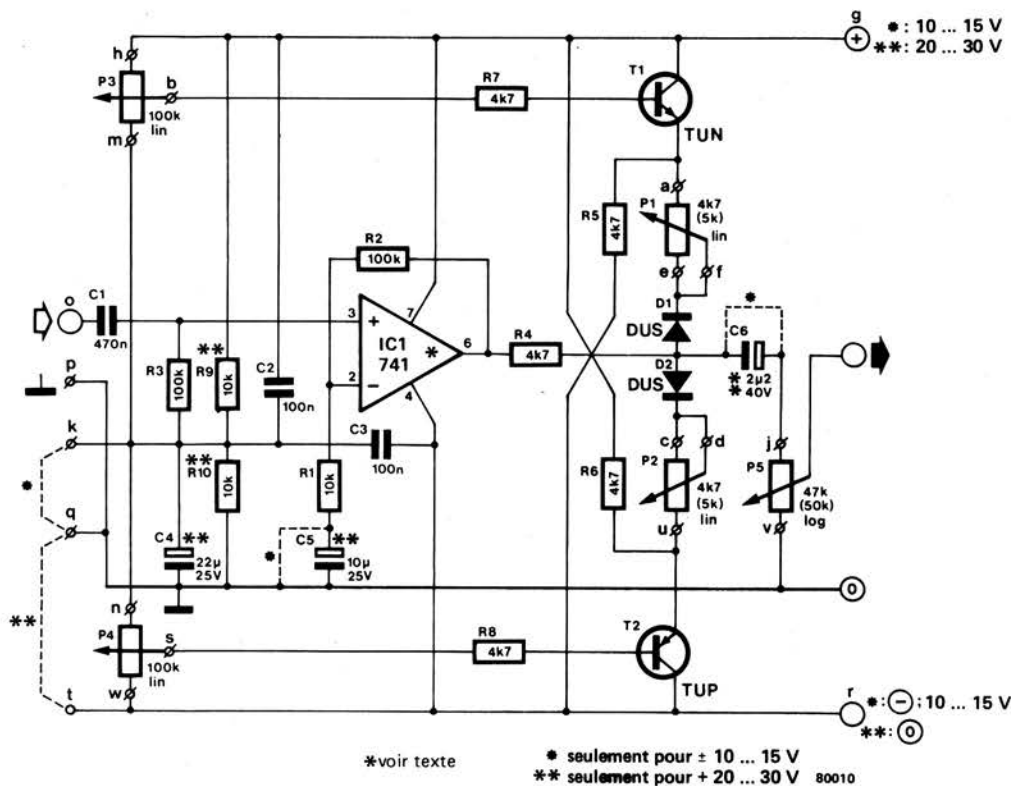 g
+
* : 10 ... 15 V
** : 20 ... 30 V
h
P3
b
100k
lin
m
R7
4k7
T1
TUN
R5
4k7
a
P1
4k7
(5k)
lin
e
f
R2
100k
o
C1
470n
3
+
7
IC1
741
*
6
2
−
4
R4
4k7
D1
DUS
D2
DUS
*
C6
**
2µ2
40V
p
R3
100k
**
R9
10k
C2
100n
k
C3
100n
**
R10
10k
R1
10k
R6
4k7
c
d
P2
4k7
(5k)
lin
u
j
P5
47k
(50k)
log
v
*
q
C4
**
22µ
25V
*
C5
**
10µ
25V
0
**
n
P4
s
100k
lin
w
t
R8
4k7
T2
TUP
r
* : − : 10 ... 15 V
** : 0
*voir texte
* seulement pour ± 10 ... 15 V
** seulement pour + 20 ... 30 V 80010